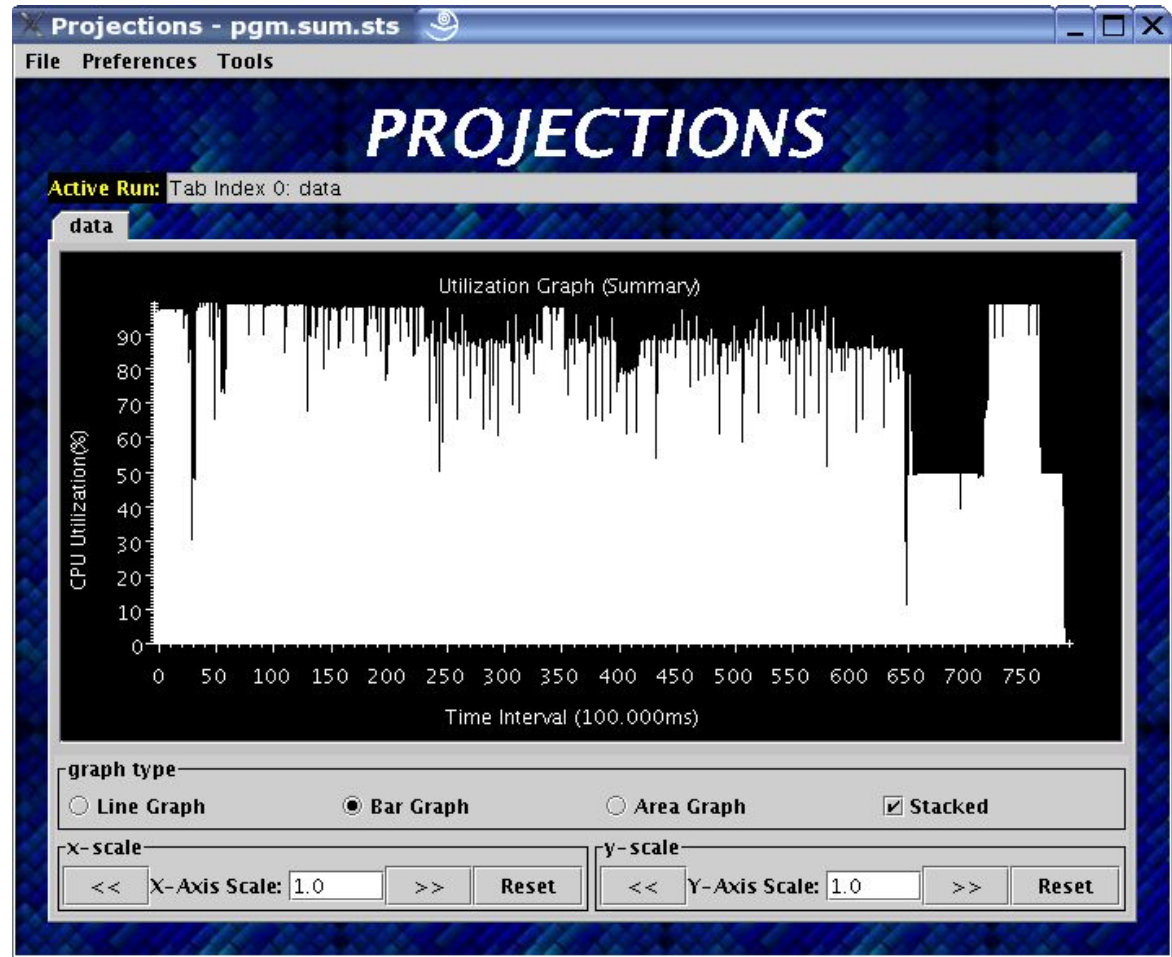 Projections - pgm.sum.sts
File Preferences Tools
PROJECTIONS
Active Run: Tab Index 0: data
data
Utilization Graph (Summary)
CPU Utilization(%)
90
80
70
60
50
40
30
20
10
0
0 50 100 150 200 250 300 350 400 450 500 550 600 650 700 750
Time Interval (100.000ms)
graph type
Line Graph Bar Graph Area Graph Stacked
x-scale y-scale
<< X-Axis Scale: 1.0 >> Reset << Y-Axis Scale: 1.0 >> Reset